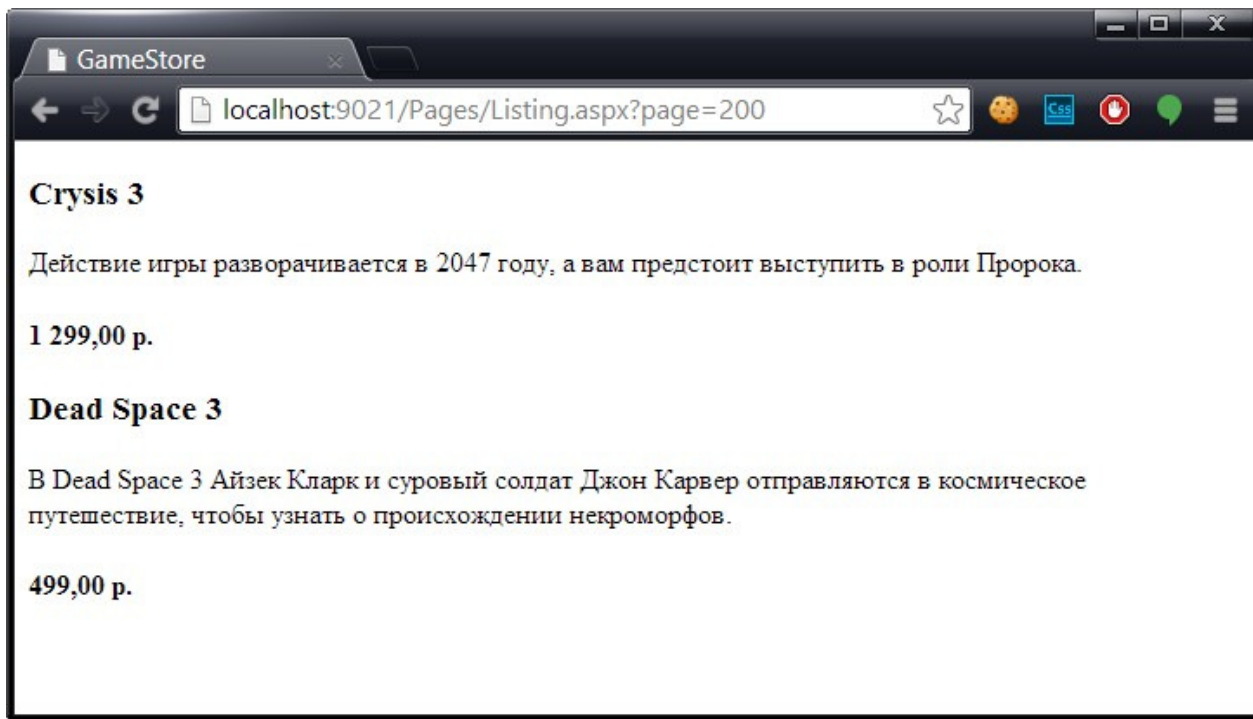 GameStore
localhost:9021/Pages/Listing.aspx?page=200
Css
Crysis 3
Действие игры разворачивается в 2047 году, а вам предстоит выступить в роли Пророка.
1 299,00 р.
Dead Space 3
В Dead Space 3 Айзек Кларк и суровый солдат Джон Карвер отправляются в космическое
путешествие, чтобы узнать о происхождении некроморфов.
499,00 р.